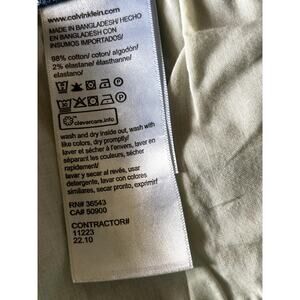 www.calvinklein.com
MADE IN BANGLADESH/ HECHO
EN BANGLADESH CON
INSUMOS IMPORTADOS/
98% cotton/ coton/ algodón/
2% elastane/ élasthanne/
elastano/
clevercare.info
wash and dry inside out, wash with
like colors, dry promptly/
laver et sécher à l'envers, laver en
séparant les couleurs, sécher
rapidement/
lavar y secar al revés, usar
detergente, lavar con colores
similares, secar pronto, exprimir
RN# 36543
CA# 50900
CONTRACTOR#
11223
22.10